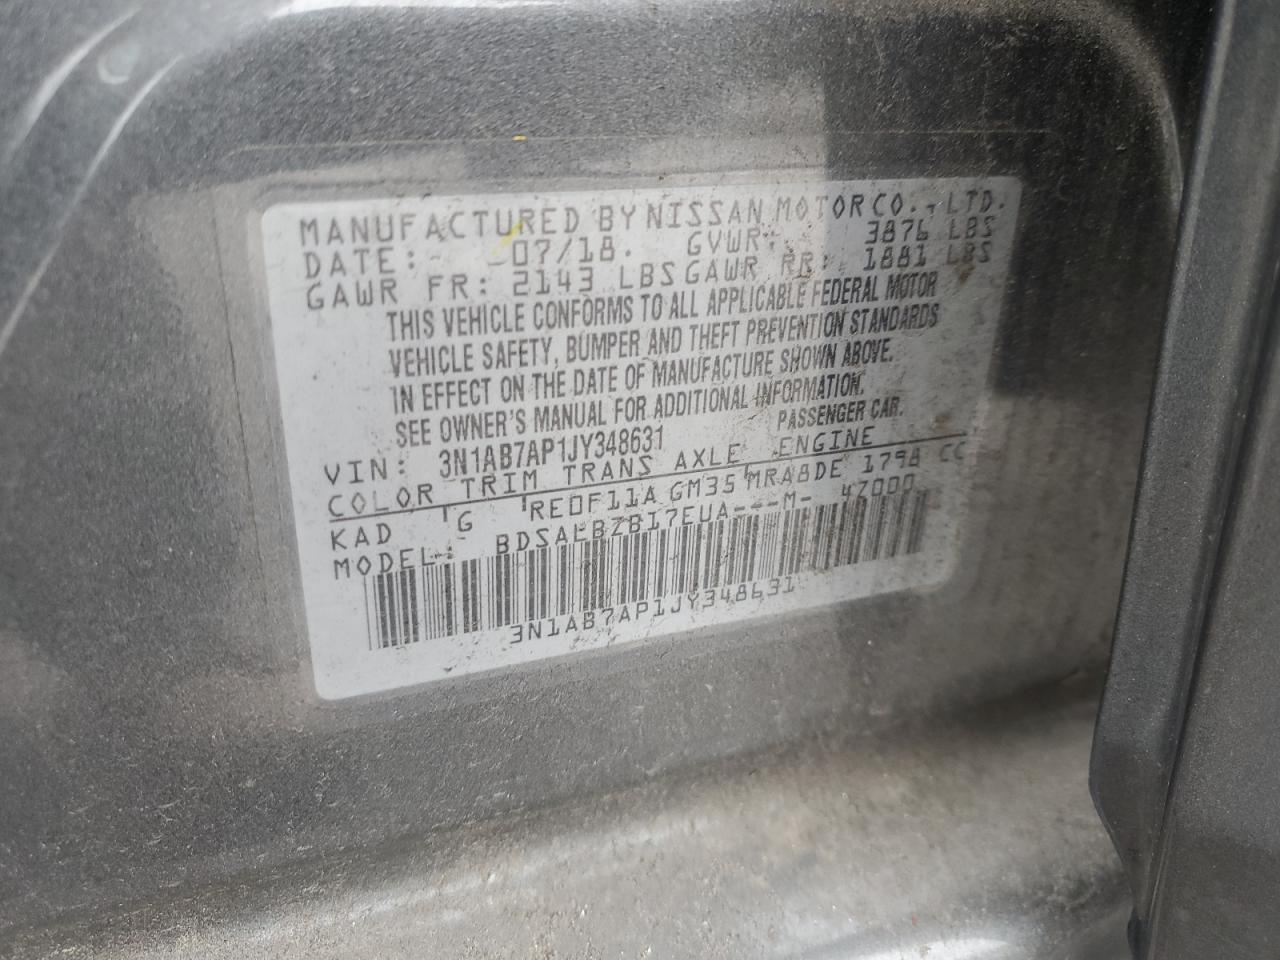 MANUFACTURED BY NISSAN MOTOR CO., LTD.
DATE: 07/18. GVWR: 3876 LBS
GAWR FR: 2143 LBS GAWR RR: 1881 LBS
THIS VEHICLE CONFORMS TO ALL APPLICABLE FEDERAL MOTOR
VEHICLE SAFETY, BUMPER AND THEFT PREVENTION STANDARDS
IN EFFECT ON THE DATE OF MANUFACTURE SHOWN ABOVE.
SEE OWNER'S MANUAL FOR ADDITIONAL INFORMATION.
VIN: 3N1AB7AP1JY348631 PASSENGER CAR.
COLOR TRIM TRANS AXLE ENGINE
KAD G RE0F11A GM35 MRA8DE 1798 CC
MODEL: BDSALBZB17EUA---M- 47000
3N1AB7AP1JY348631